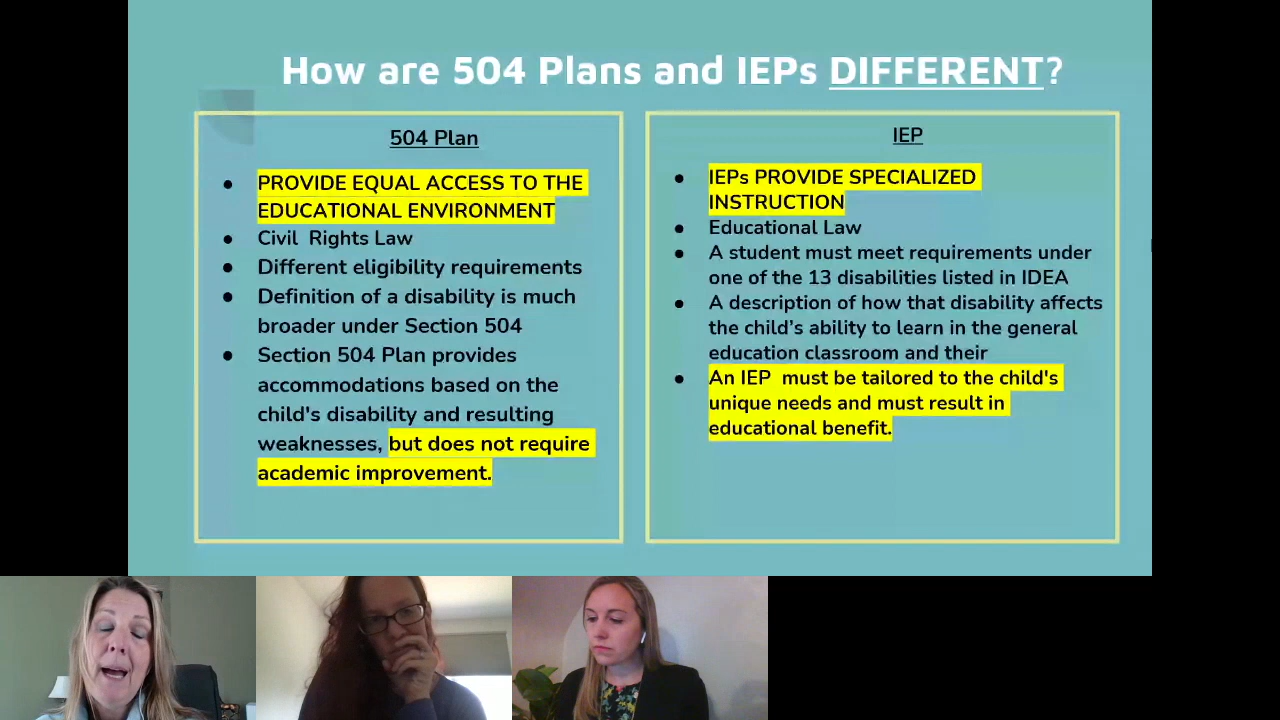 How are 504 Plans and IEPs DIFFERENT?
504 Plan
● PROVIDE EQUAL ACCESS TO THE
EDUCATIONAL ENVIRONMENT
● Civil  Rights Law
● Different eligibility requirements
● Definition of a disability is much
broader under Section 504
● Section 504 Plan provides
accommodations based on the
child's disability and resulting
weaknesses, but does not require
academic improvement.
IEP
● IEPs PROVIDE SPECIALIZED
INSTRUCTION
● Educational Law
● A student must meet requirements under
one of the 13 disabilities listed in IDEA
● A description of how that disability affects
the child’s ability to learn in the general
education classroom and their
● An IEP  must be tailored to the child's
unique needs and must result in
educational benefit.